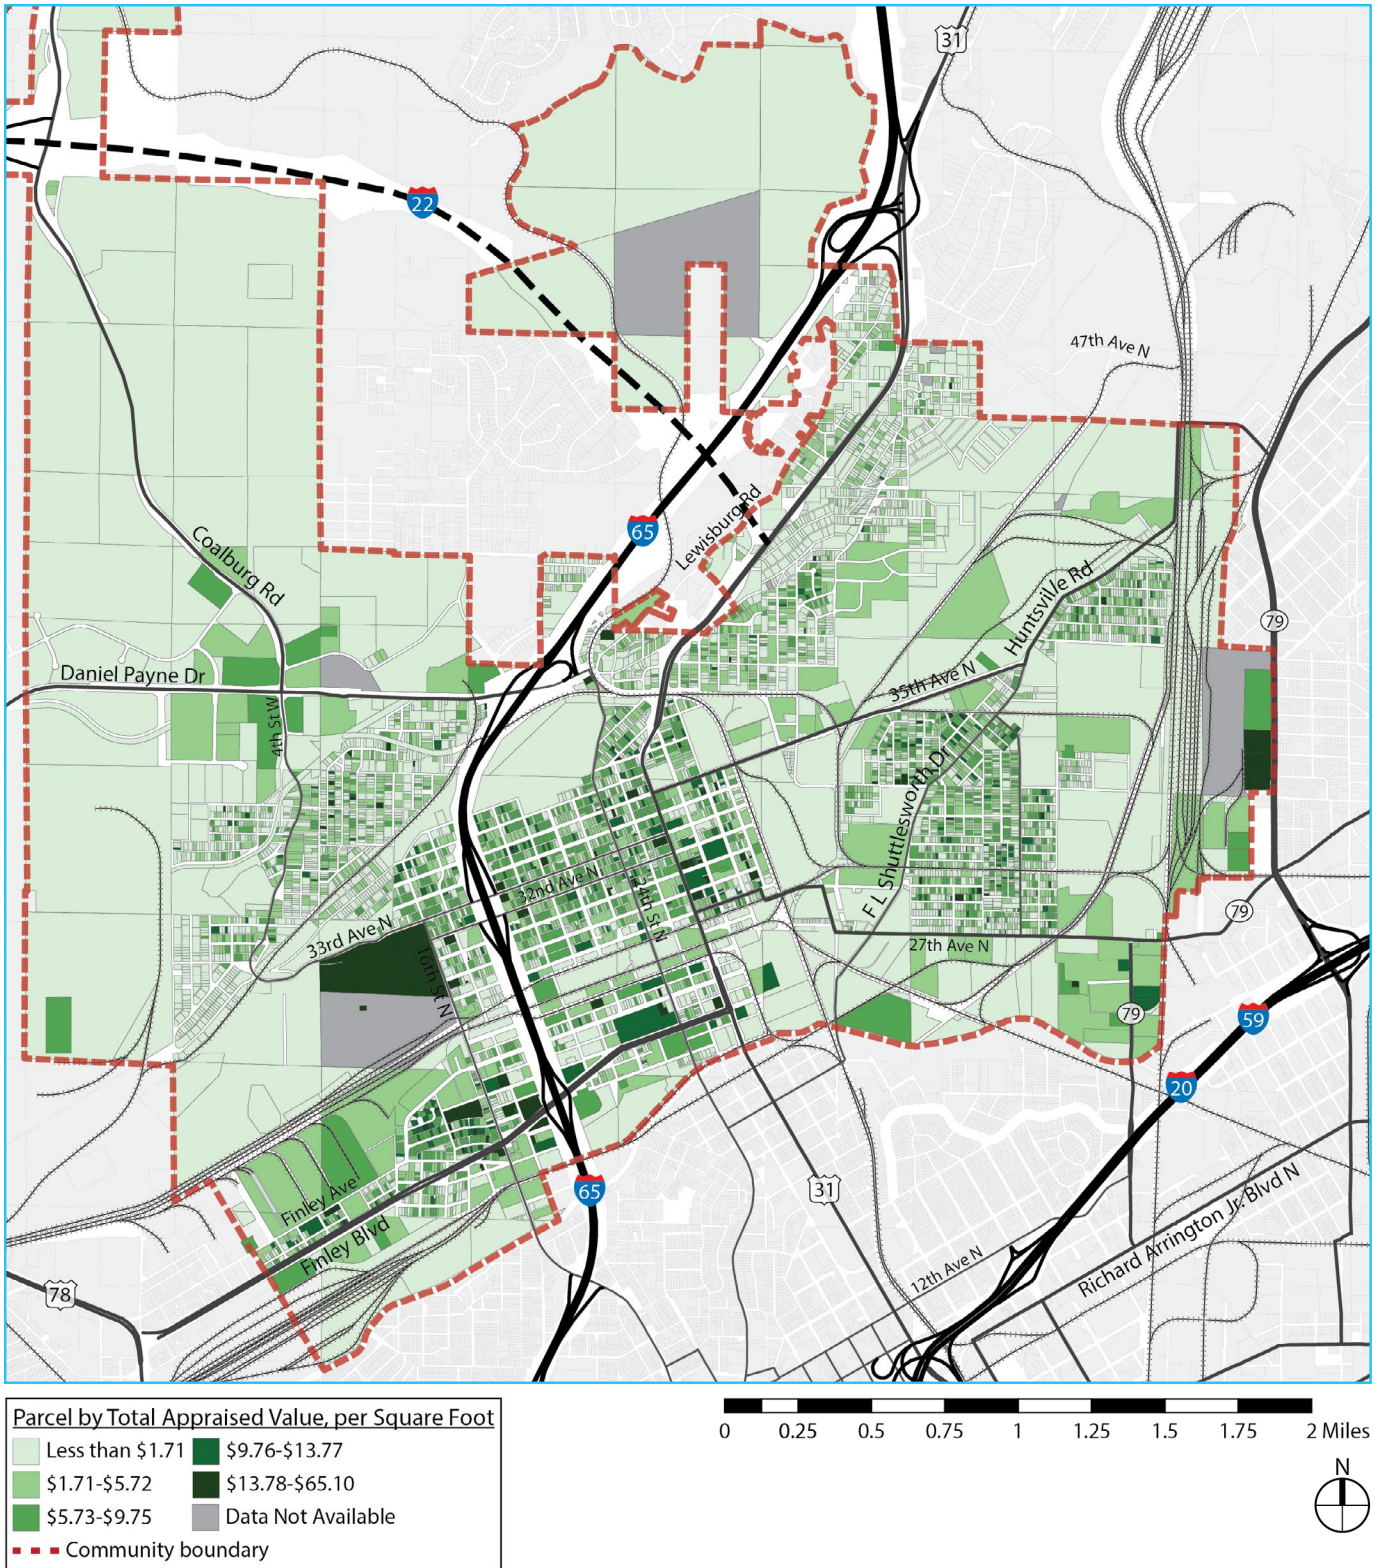 31
22
47th Ave N
65
Lewisburg Rd
Coalburg Rd
Huntsville Rd
79
Daniel Payne Dr
35th Ave N
4th St W
F L Shuttlesworth Dr
32nd Ave N
24th St N
79
33rd Ave N
27th Ave N
16th St N
79
59
20
Finley Ave
65
31
Finley Blvd
12th Ave N
Richard Arrington Jr. Blvd N
78
Parcel by Total Appraised Value, per Square Foot
Less than $1.71
$9.76-$13.77
$1.71-$5.72
$13.78-$65.10
$5.73-$9.75
Data Not Available
Community boundary
0 0.25 0.5 0.75 1 1.25 1.5 1.75 2 Miles
N